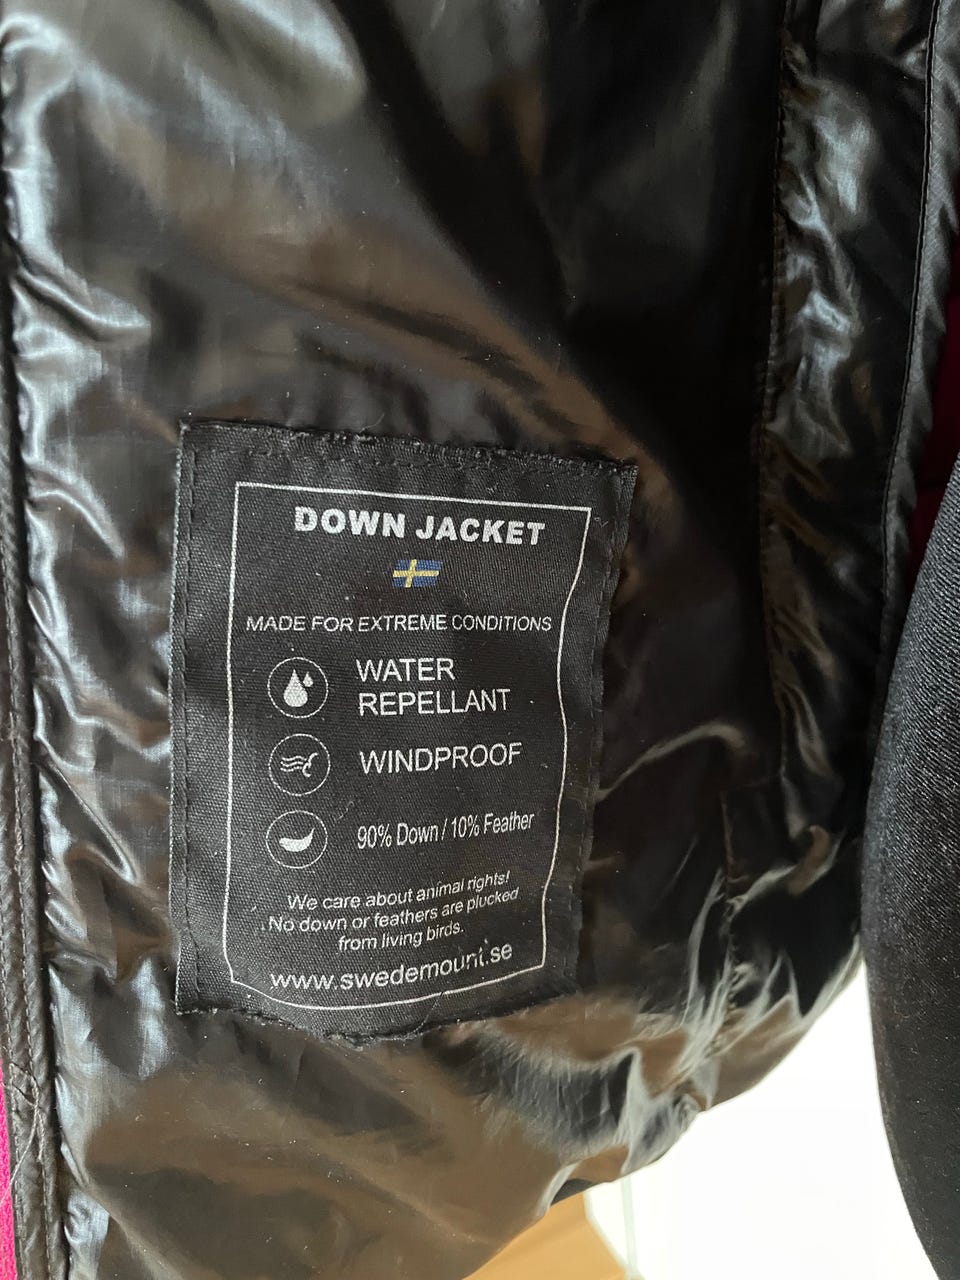 DOWN JACKET
MADE FOR EXTREME CONDITIONS
WATER
REPELLANT
WINDPROOF
90% Down / 10% Feather
We care about animal rights!
No down or feathers are plucked
from living birds.
www.swedemount.se